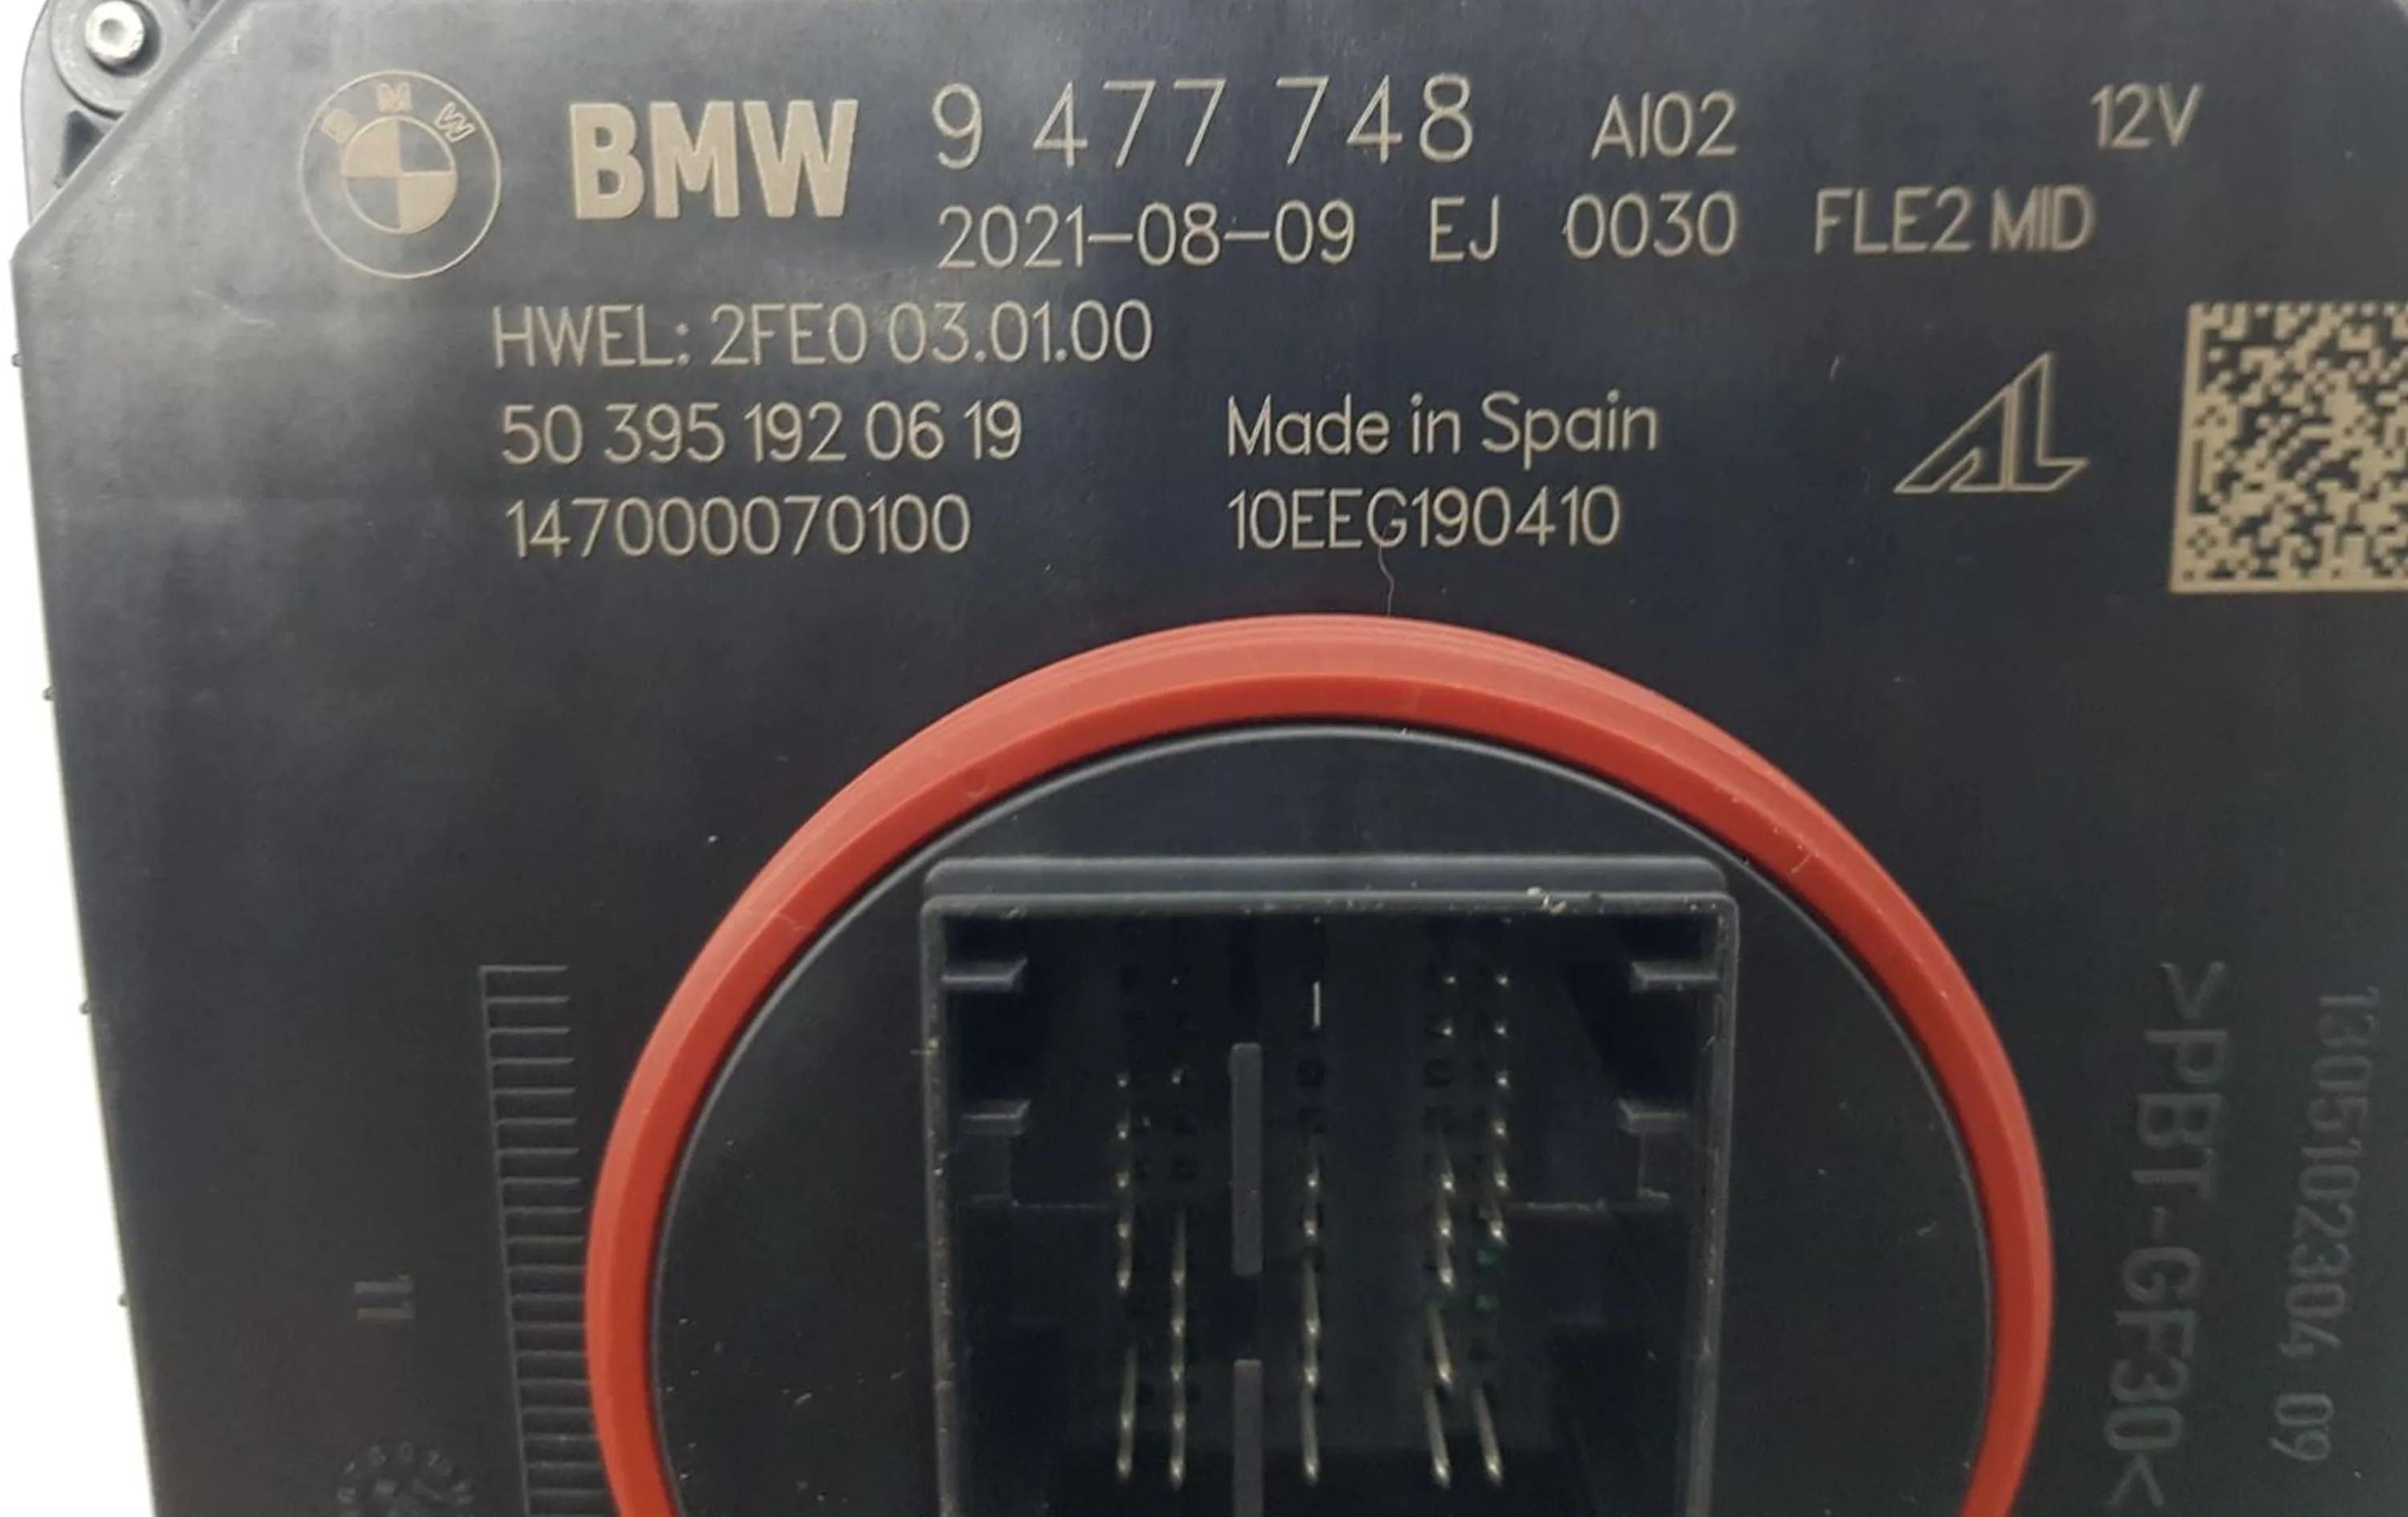 BMW
BMW 9 477 748 AI02 12V
2021-08-09 EJ 0030 FLE2 MID
HWEL: 2FE0 03.01.00
50 395 192 06 19 Made in Spain
147000070100 10EEG190410
AL
>PBT-GF30<
1305102304 09
11